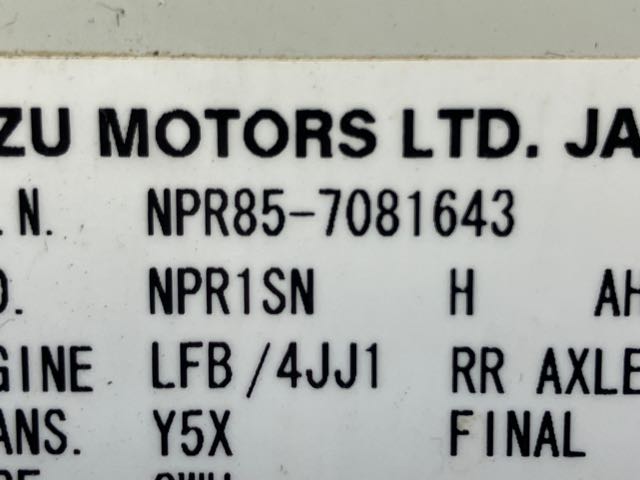 ZU MOTORS LTD. JA
.N. NPR85-7081643
O. NPR1SN H AH
GINE LFB/4JJ1 RR AXLE
ANS. Y5X FINAL